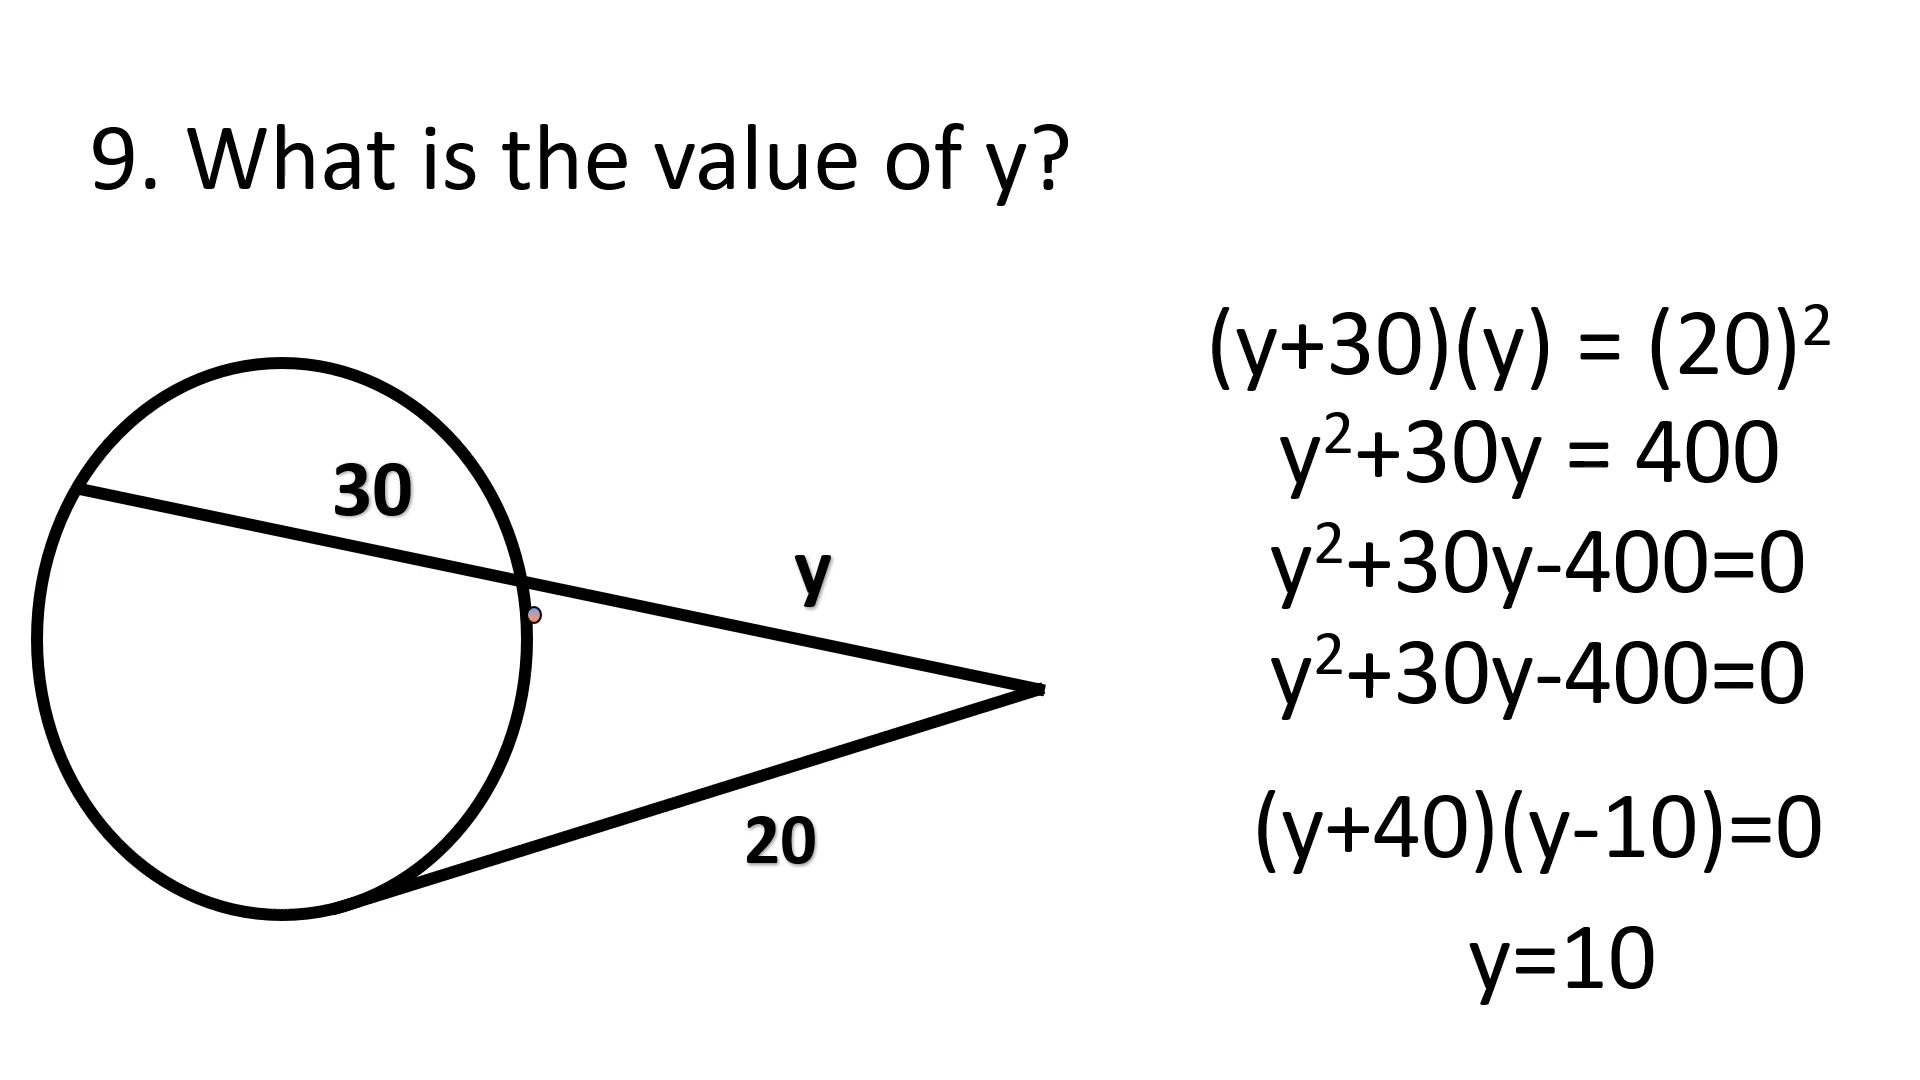 9. What is the value of y?
30
y
20
(y+30)(y) = (20)²
y²+30y = 400
y²+30y-400=0
y²+30y-400=0
(y+40)(y-10)=0
y=10